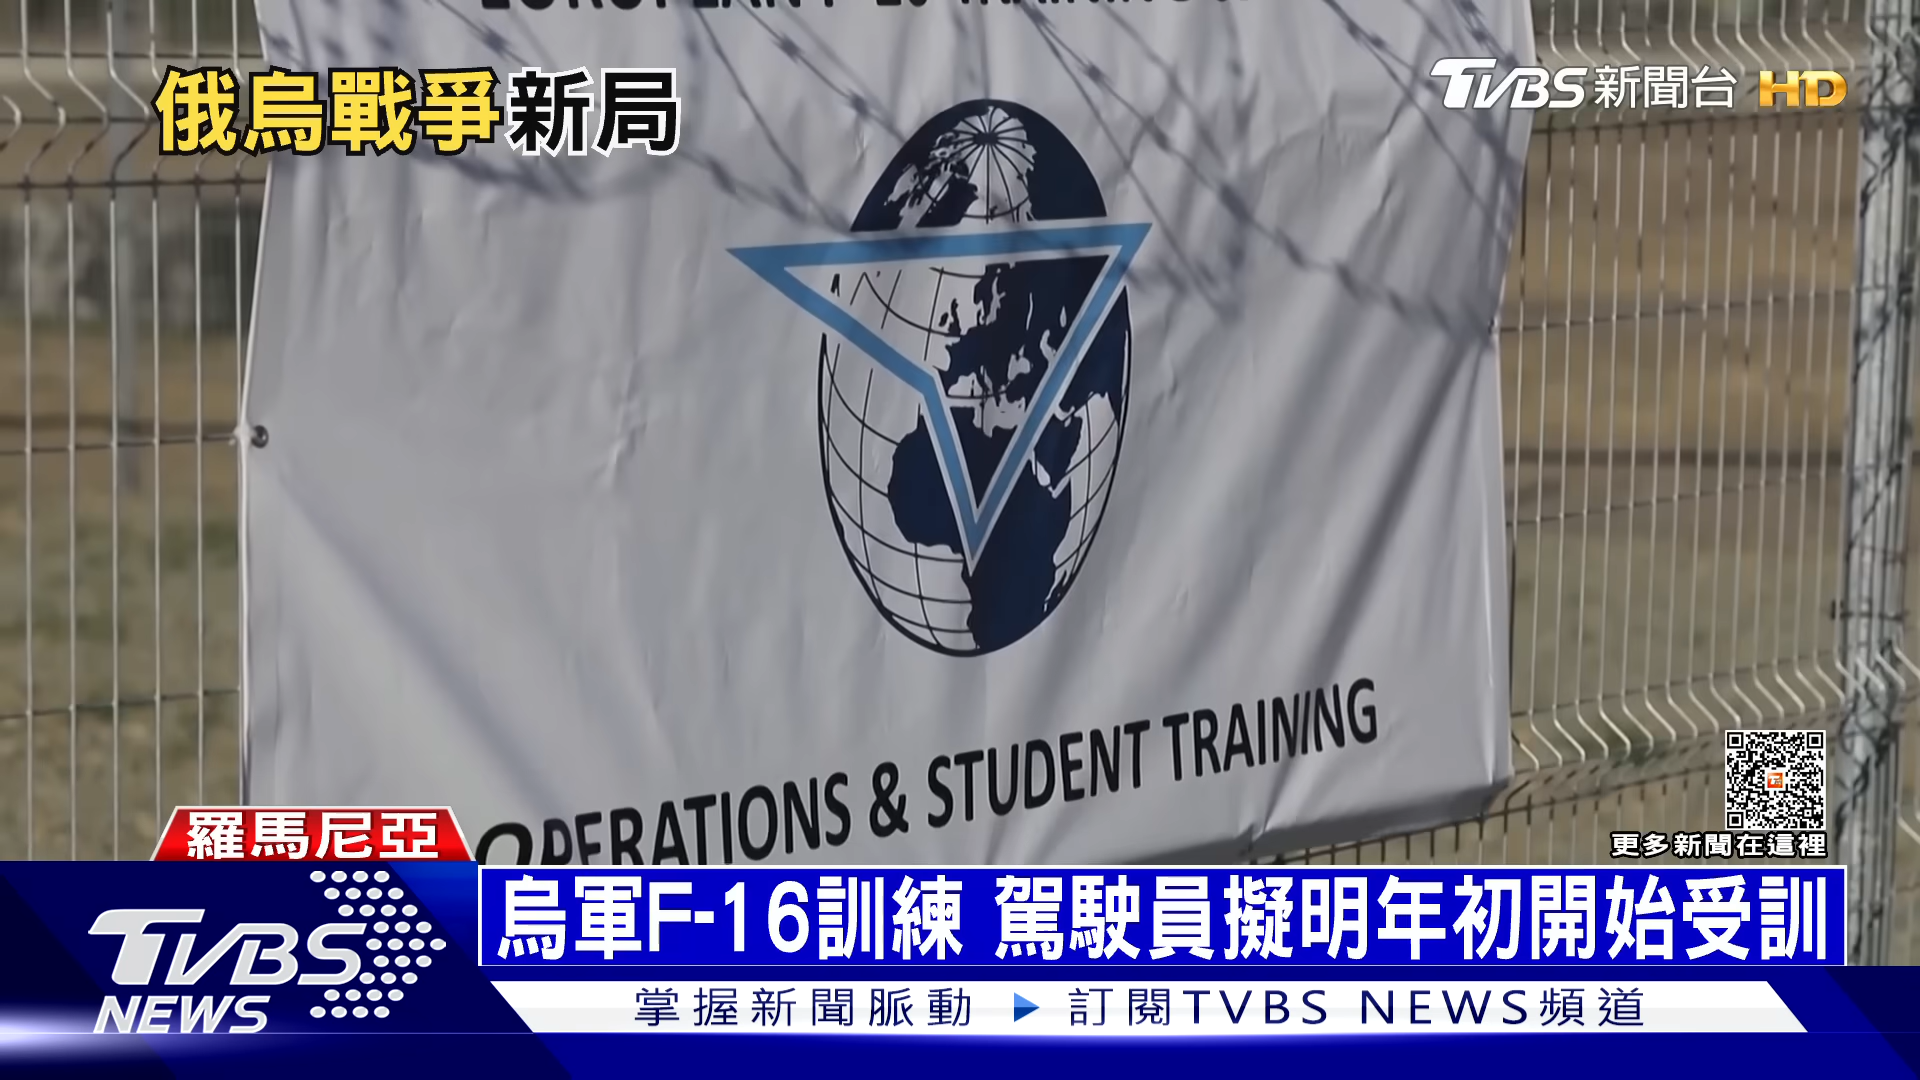 俄烏戰爭新局
TVBS新聞台 HD
OPERATIONS & STUDENT TRAINING
更多新聞在這裡
羅馬尼亞
烏軍F-16訓練 駕駛員擬明年初開始受訓
TVBS
NEWS
掌握新聞脈動 ▶ 訂閱TVBS NEWS頻道